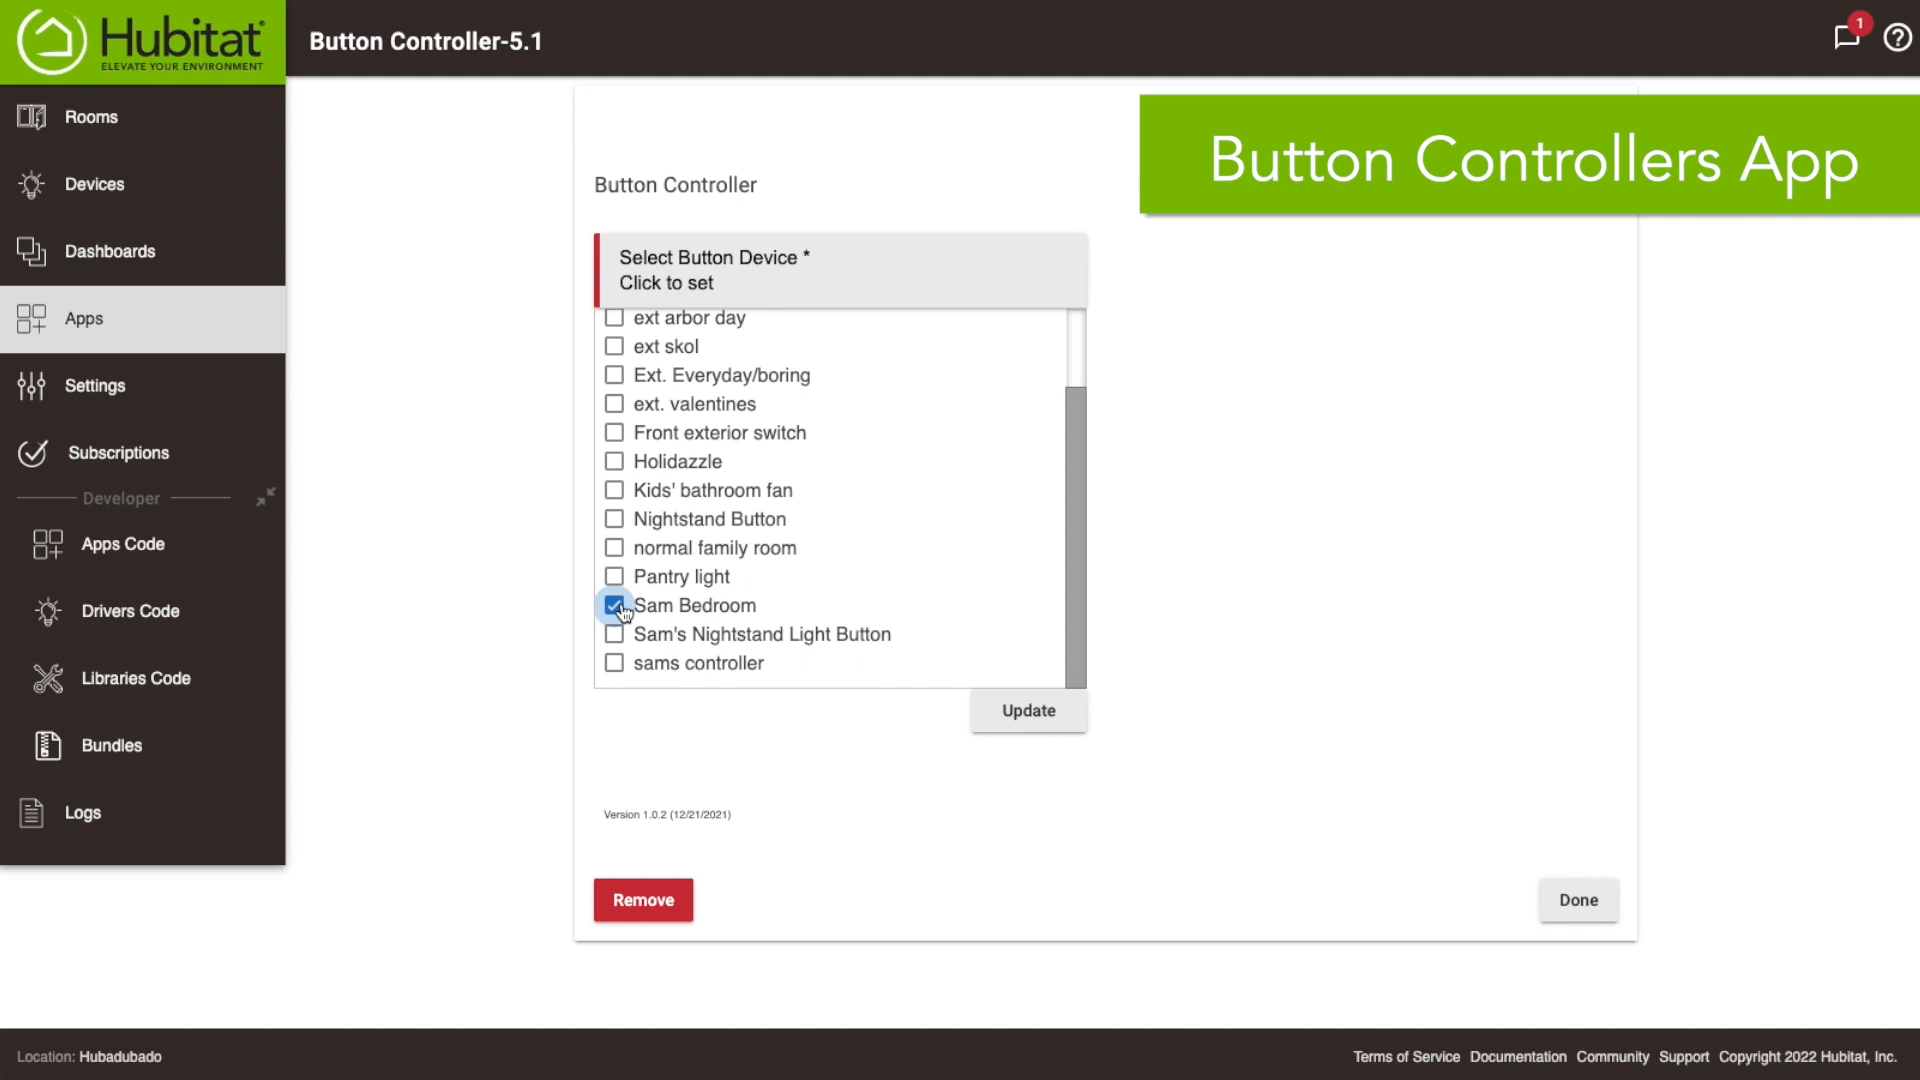 Hubitat®
ELEVATE YOUR ENVIRONMENT
Button Controller-5.1
1
Button Controllers App
Rooms
Devices
Dashboards
Apps
Settings
Subscriptions
Developer
Apps Code
Drivers Code
Libraries Code
Bundles
Logs
Button Controller
Select Button Device *
Click to set
ext arbor day
ext skol
Ext. Everyday/boring
ext. valentines
Front exterior switch
Holidazzle
Kids' bathroom fan
Nightstand Button
normal family room
Pantry light
Sam Bedroom
Sam's Nightstand Light Button
sams controller
Update
Version 1.0.2 (12/21/2021)
Remove
Done
Location: Hubadubado
Terms of Service Documentation Community Support Copyright 2022 Hubitat, Inc.